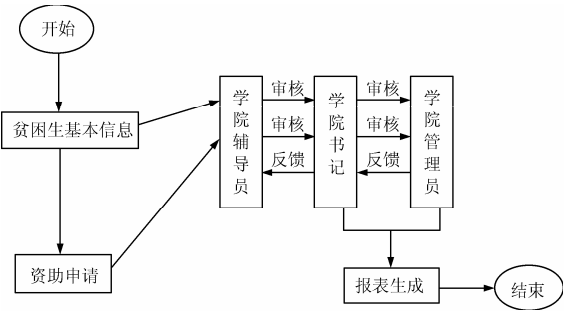 开始
贫困生基本信息
资助申请
学院辅导员
审核
审核
反馈
学院书记
审核
审核
反馈
学院管理员
报表生成
结束